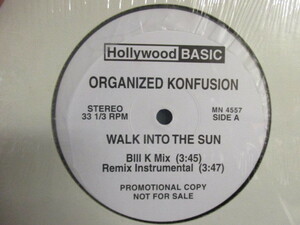 Hollywood BASIC
ORGANIZED KONFUSION
STEREO
33 1/3 RPM
MN 4557
SIDE A
WALK INTO THE SUN
Bill K Mix (3:45)
Remix Instrumental (3:47)
PROMOTIONAL COPY
NOT FOR SALE